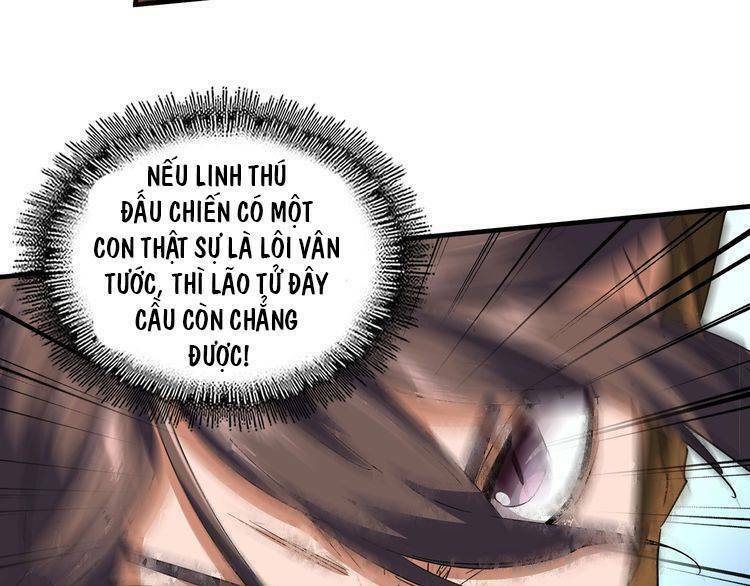 NẾU LINH THÚ
ĐẤU CHIẾN CÓ MỘT
CON THẬT SỰ LÀ LÔI VÂN
TƯỚC, THÌ LÃO TỬ ĐÂY
CẦU CÒN CHẲNG
ĐƯỢC!